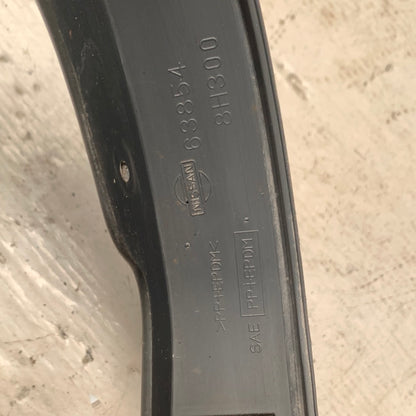 63854
8H300
NISSAN
>PP+EPDM<
SAE PP+EPDM